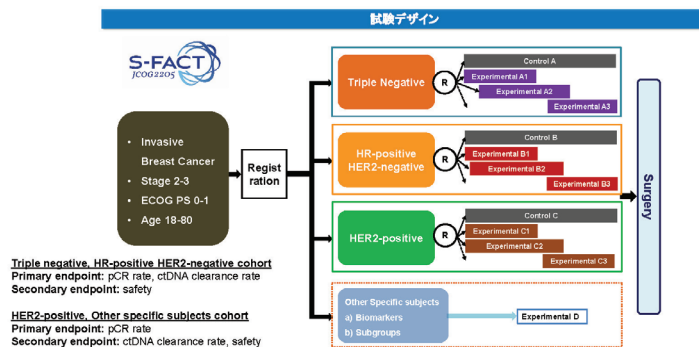 試験デザイン
S-FACT
JCOG2205
• Invasive
Breast Cancer
• Stage 2-3
• ECOG PS 0-1
• Age 18-80
Regist
ration
Triple Negative
R
Control A
Experimental A1
Experimental A2
Experimental A3
HR-positive
HER2-negative
R
Control B
Experimental B1
Experimental B2
Experimental B3
HER2-positive
R
Control C
Experimental C1
Experimental C2
Experimental C3
Other Specific subjects
a) Biomarkers
b) Subgroups
Experimental D
Surgery
Triple negative, HR-positive HER2-negative cohort
Primary endpoint: pCR rate, ctDNA clearance rate
Secondary endpoint: safety
HER2-positive, Other specific subjects cohort
Primary endpoint: pCR rate
Secondary endpoint: ctDNA clearance rate, safety